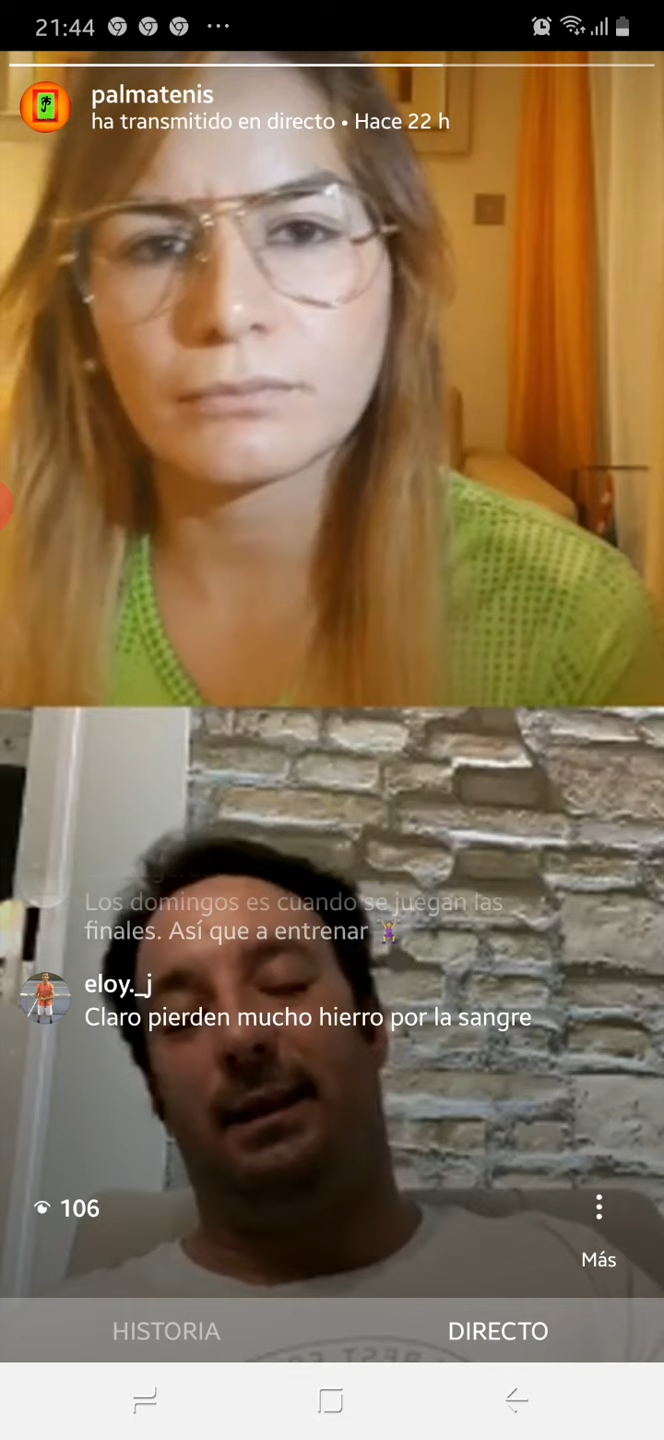 21:44
palmatenis
ha transmitido en directo • Hace 22 h
Los domingos es cuando se juegan las
finales. Así que a entrenar
eloy._j
Claro pierden mucho hierro por la sangre
106
Más
HISTORIA
DIRECTO